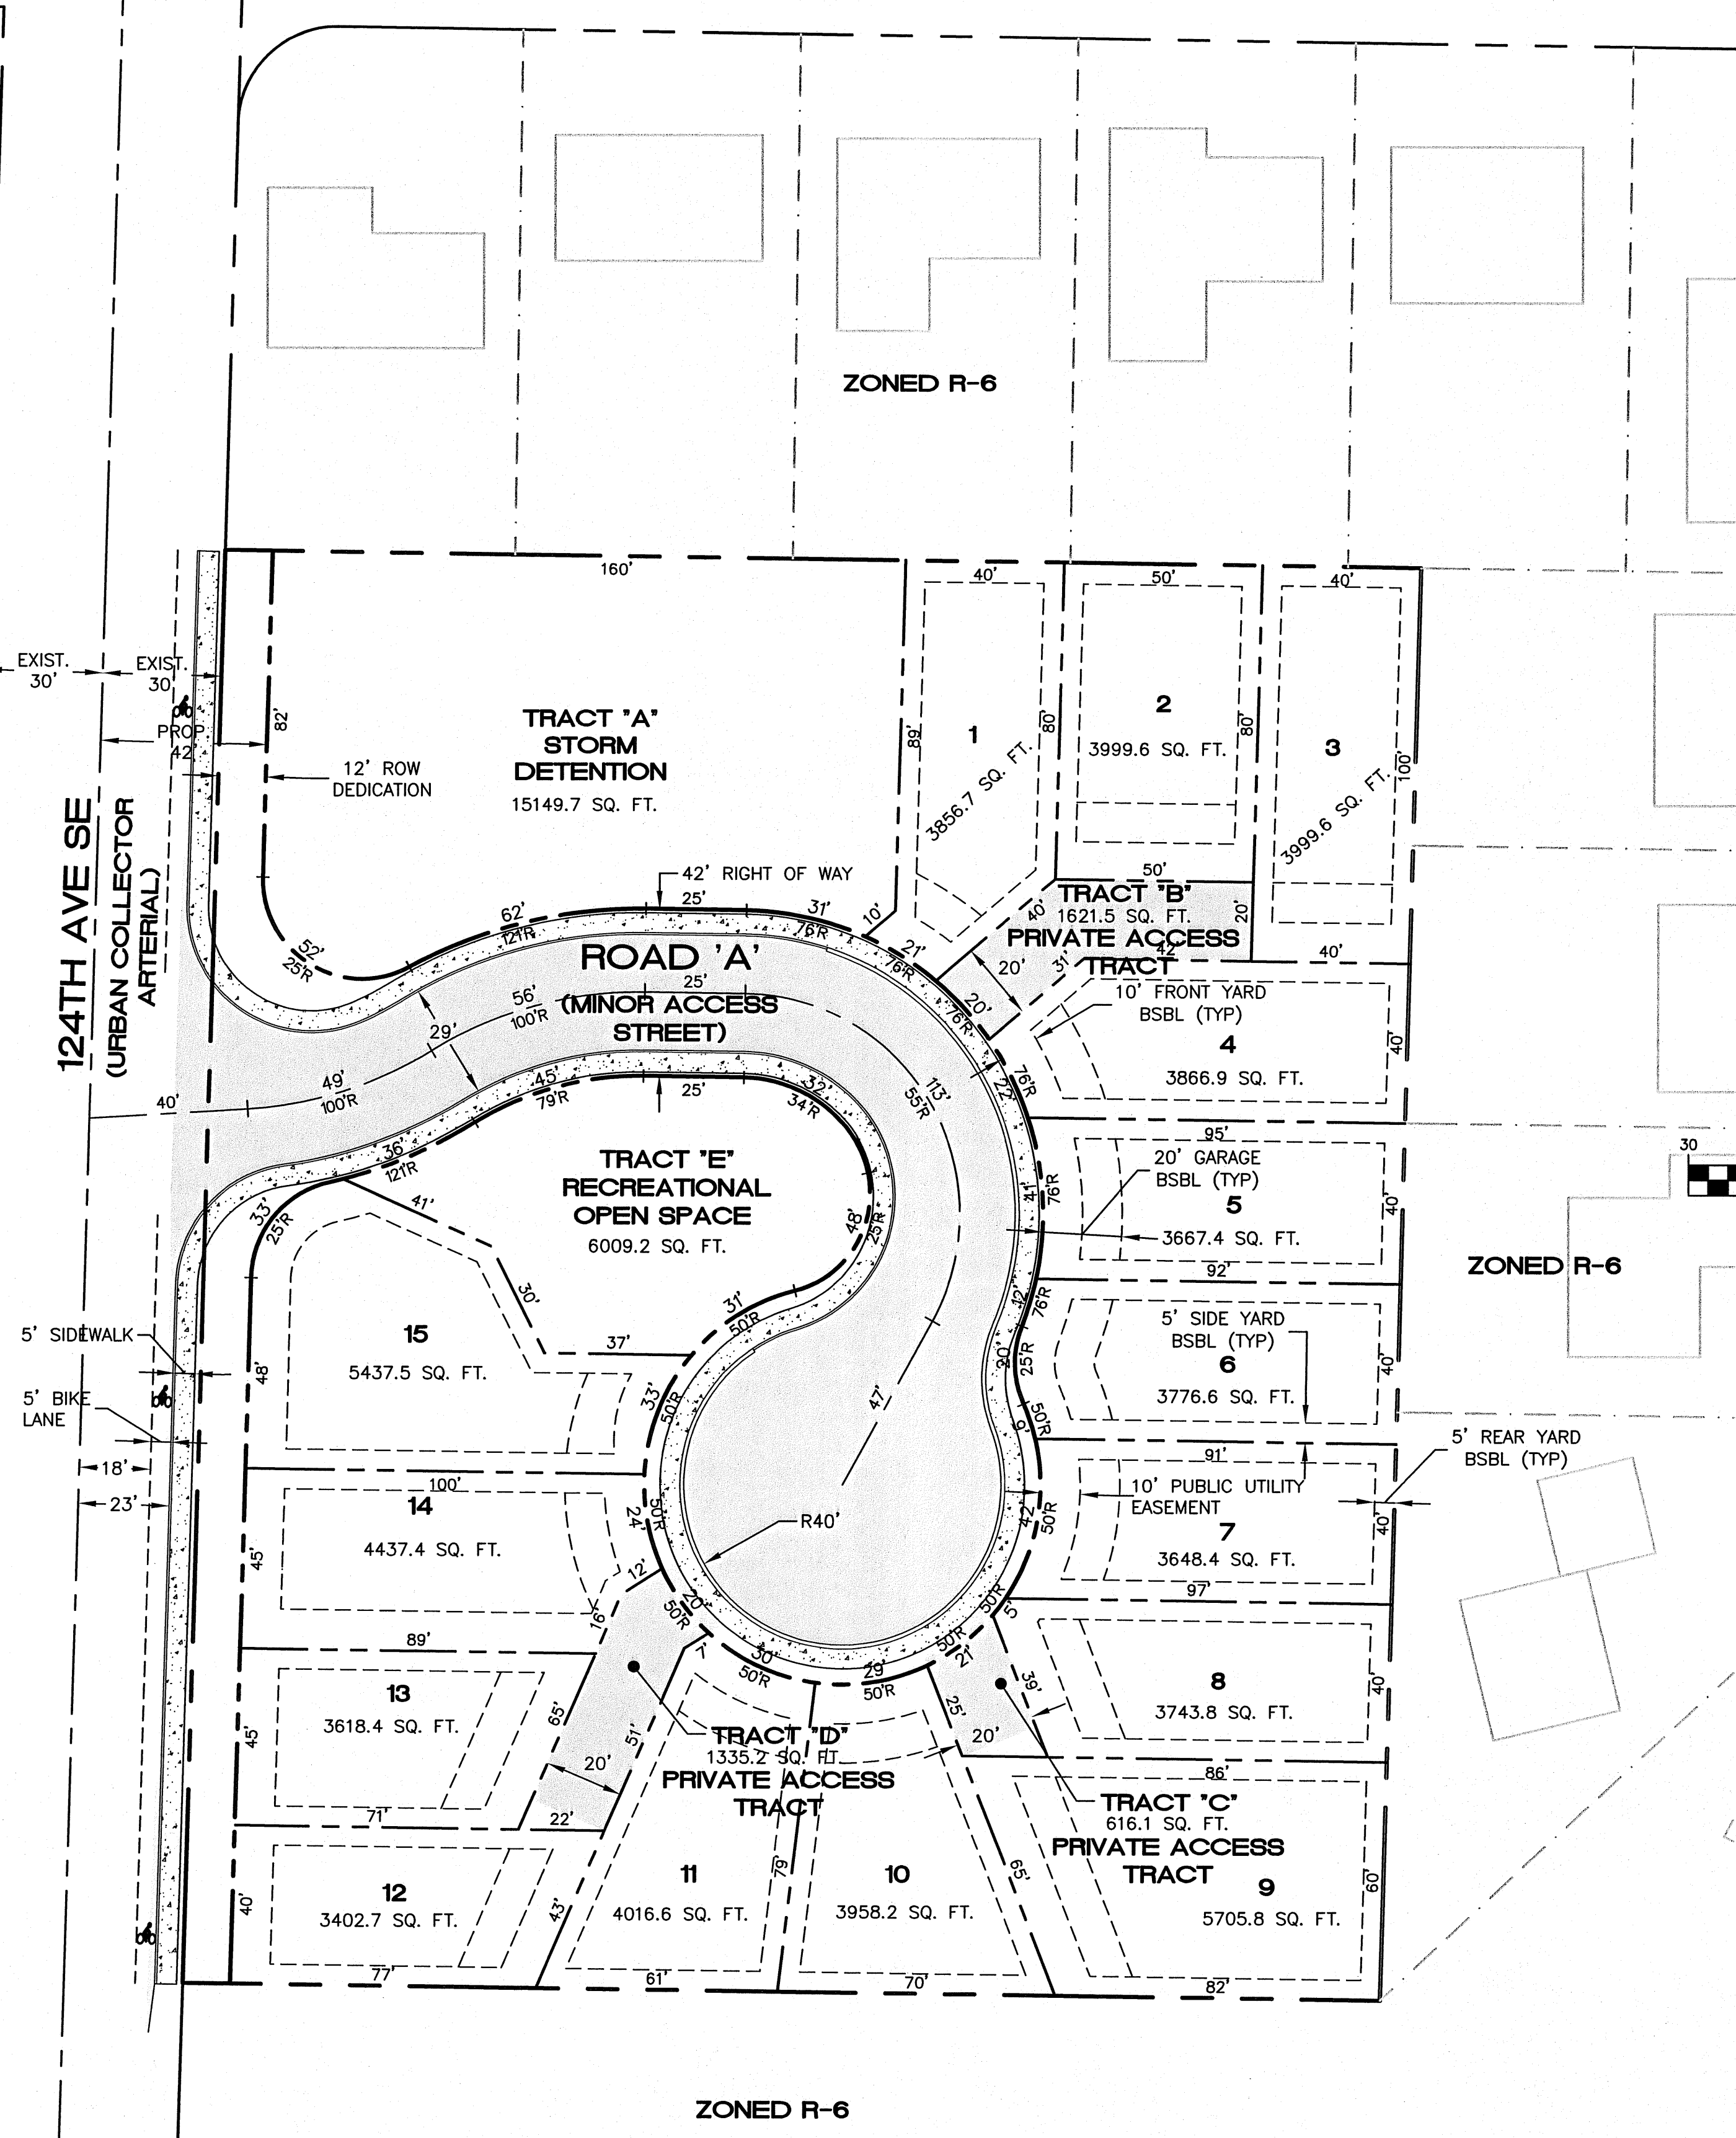 ZONED R-6
160'
40'
50'
40'
EXIST.
30'
EXIST.
30'
PROP.
42'
82'
12' ROW
DEDICATION
TRACT "A"
STORM
DETENTION
15149.7 SQ. FT.
89'
1
3856.7 SQ. FT.
80'
2
3999.6 SQ. FT.
80'
3
3999.6 SQ. FT.
100'
124TH AVE SE
(URBAN COLLECTOR
ARTERIAL)
42' RIGHT OF WAY
52'
25'R
62'
121'R
25'
31'
76'R
10'
21'
76'R
50'
TRACT "B"
1621.5 SQ. FT.
PRIVATE ACCESS
TRACT
40'
20'
42'
31'
20'
20'
76'R
40'
ROAD 'A'
(MINOR ACCESS
STREET)
25'
56'
100'R
29'
49'
100'R
40'
45'
79'R
25'
32'
34'R
113'
55'R
10' FRONT YARD
BSBL (TYP)
4
3866.9 SQ. FT.
40'
76'R
22'
36'
121'R
33'
25'R
41'
TRACT "E"
RECREATIONAL
OPEN SPACE
6009.2 SQ. FT.
48'
25'R
41'
76'R
95'
20' GARAGE
BSBL (TYP)
5
3667.4 SQ. FT.
40'
30
ZONED R-6
92'
12'
76'R
30'
31'
50'R
37'
5' SIDEWALK
5' BIKE
LANE
18'
23'
48'
15
5437.5 SQ. FT.
33'
50'R
47'
20'
25'R
5' SIDE YARD
BSBL (TYP)
6
3776.6 SQ. FT.
40'
9'
50'R
91'
5' REAR YARD
BSBL (TYP)
100'
14
4437.4 SQ. FT.
45'
24'
50'R
R40'
42'
50'R
10' PUBLIC UTILITY
EASEMENT
7
3648.4 SQ. FT.
40'
97'
12'
16'
20'
50'R
7'
30'
50'R
29'
50'R
50'R
21'
50'R
5'
89'
13
3618.4 SQ. FT.
45'
65'
51'
20'
TRACT "D"
1335.2 SQ. FT.
PRIVATE ACCESS
TRACT
25'
20'
39'
8
3743.8 SQ. FT.
40'
86'
TRACT "C"
616.1 SQ. FT.
PRIVATE ACCESS
TRACT
71'
22'
12
3402.7 SQ. FT.
40'
43'
11
4016.6 SQ. FT.
79'
10
3958.2 SQ. FT.
65'
9
5705.8 SQ. FT.
60'
77'
61'
70'
82'
ZONED R-6